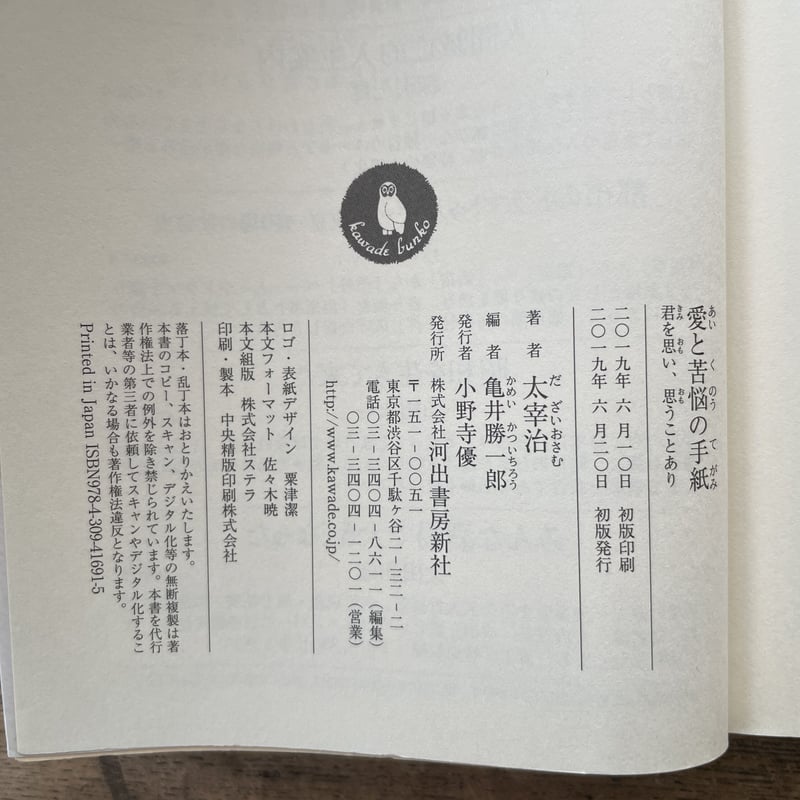 kawade bunko
愛と苦悩の手紙
君を思い、思うことあり
二〇一九年 六 月一〇日 初版印刷
二〇一九年 六 月二〇日 初版発行
著 者 太宰治
編 者 亀井勝一郎
発行者 小野寺優
発行所 株式会社河出書房新社
〒一五一-〇〇五一
東京都渋谷区千駄ヶ谷二-三二-二
電話〇三-三四〇四-八六一一（編集）
〇三-三四〇四-一二〇一（営業）
http://www.kawade.co.jp/
ロゴ・表紙デザイン 粟津潔
本文フォーマット 佐々木暁
本文組版 株式会社ステラ
印刷・製本 中央精版印刷株式会社
落丁本・乱丁本はおとりかえいたします。
本書のコピー、スキャン、デジタル化等の無断複製は著
作権法上での例外を除き禁じられています。本書を代行
業者等の第三者に依頼してスキャンやデジタル化するこ
とは、いかなる場合も著作権法違反となります。
Printed in Japan ISBN978-4-309-41691-5